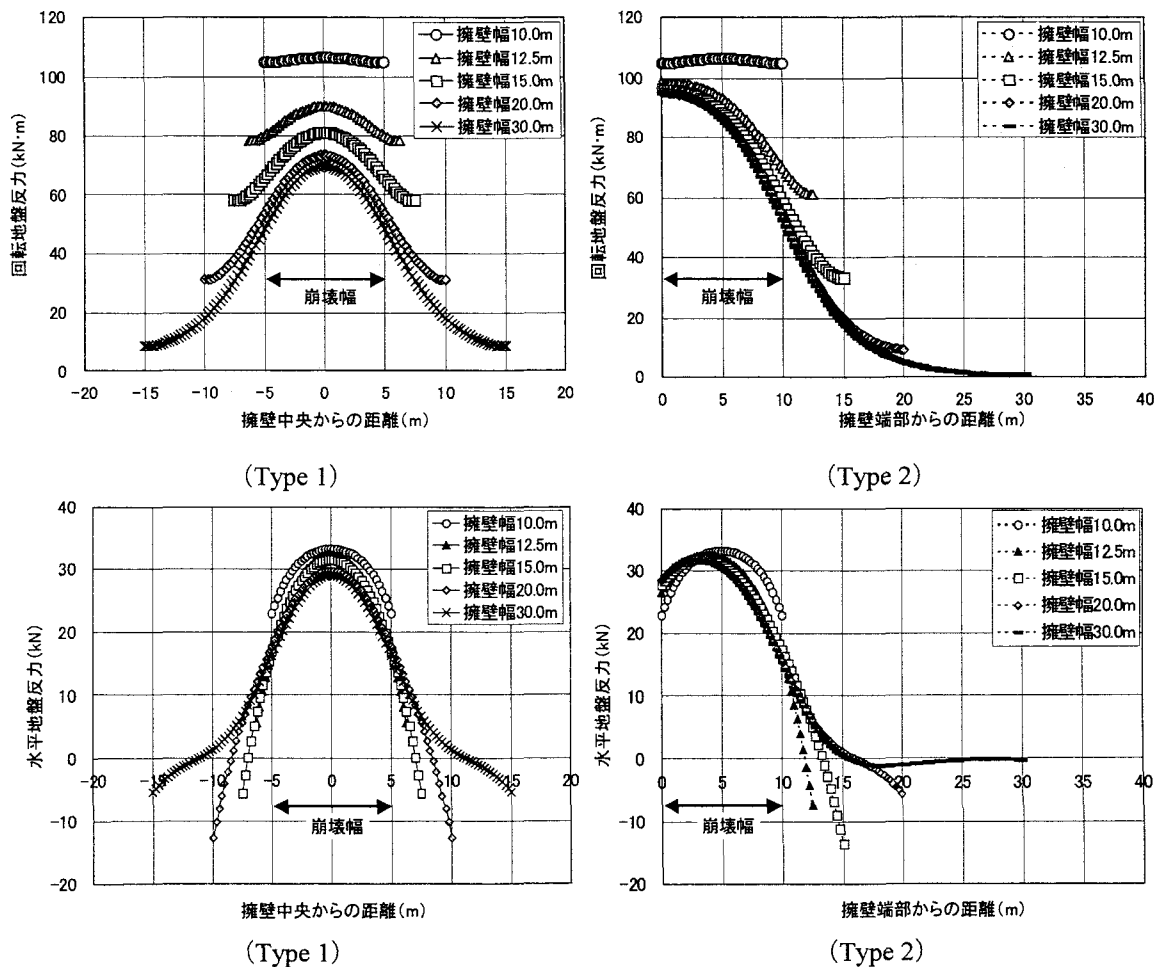 120
100
80
60
40
20
0
回転地盤反力(kN·m)
擁壁幅10.0m
擁壁幅12.5m
擁壁幅15.0m
擁壁幅20.0m
擁壁幅30.0m
崩壊幅
-20
-15
-10
-5
0
5
10
15
20
擁壁中央からの距離(m)
(Type 1)
120
100
80
60
40
20
0
回転地盤反力(kN·m)
擁壁幅10.0m
擁壁幅12.5m
擁壁幅15.0m
擁壁幅20.0m
擁壁幅30.0m
崩壊幅
0
5
10
15
20
25
30
35
40
擁壁端部からの距離(m)
(Type 2)
40
30
20
10
0
-10
-20
水平地盤反力(kN)
擁壁幅10.0m
擁壁幅12.5m
擁壁幅15.0m
擁壁幅20.0m
擁壁幅30.0m
-20
-15
-10
-5
0
5
10
15
20
崩壊幅
擁壁中央からの距離(m)
(Type 1)
40
30
20
10
0
-10
-20
水平地盤反力(kN)
擁壁幅10.0m
擁壁幅12.5m
擁壁幅15.0m
擁壁幅20.0m
擁壁幅30.0m
0
5
10
15
20
25
30
35
40
崩壊幅
擁壁端部からの距離(m)
(Type 2)